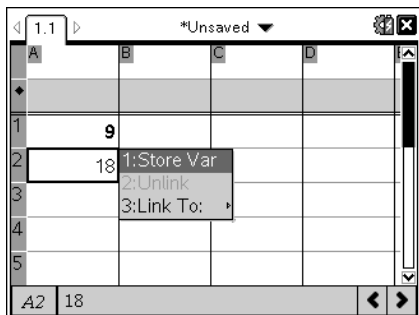 1.1 *Unsaved
A B C D E
1 9
2 18 1:Store Var
2:Unlink
3 3:Link To:
4
5
A2 18